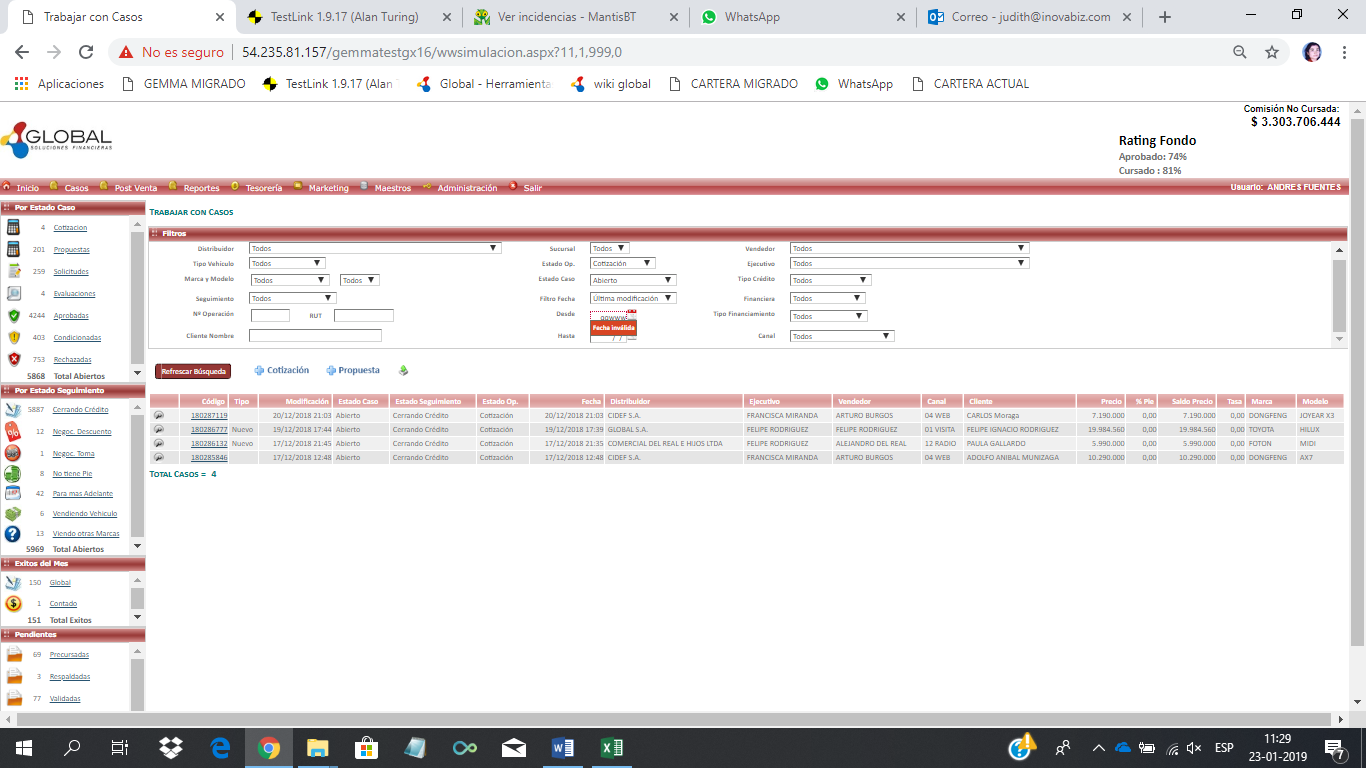 Trabajar con Casos
TestLink 1.9.17 (Alan Turing)
Ver incidencias - MantisBT
WhatsApp
Correo - judith@inovabiz.com
No es seguro | 54.235.81.157/gemmatestgx16/wwsimulacion.aspx?11,1,999,0
Aplicaciones GEMMA MIGRADO TestLink 1.9.17 (Alan Global - Herramienta wiki global CARTERA MIGRADO WhatsApp CARTERA ACTUAL
Comisión No Cursada:
$ 3.303.706.444
GLOBAL
SOLUCIONES FINANCIERAS
Rating Fondo
Aprobado: 74%
Cursado : 81%
Inicio Casos Post Venta Reportes Tesorería Marketing Maestros Administración Salir Usuario: ANDRES FUENTES
Por Estado Caso
4 Cotizacion
201 Propuestas
259 Solicitudes
4 Evaluaciones
4244 Aprobadas
403 Condicionadas
753 Rechazadas
5868 Total Abiertos
Por Estado Seguimiento
5887 Cerrando Crédito
12 Negoc. Descuento
1 Negoc. Toma
8 No tiene Pie
42 Para mas Adelante
6 Vendiendo Vehiculo
13 Viendo otras Marcas
5969 Total Abiertos
Exitos del Mes
150 Global
1 Contado
151 Total Exitos
Pendientes
69 Precursadas
3 Respaldadas
77 Validadas
TRABAJAR CON CASOS
Filtros
Distribuidor Todos Sucursal Todos Vendedor Todos
Tipo Vehículo Todos Estado Op. Cotización Ejecutivo Todos
Marca y Modelo Todos Todos Estado Caso Abierto Tipo Crédito Todos
Seguimiento Todos Filtro Fecha Última modificación Financiera Todos
Nº Operación RUT Desde qqwww Tipo Financiamiento Todos
Fecha inválida
Cliente Nombre Hasta / / Canal Todos
Refrescar Búsqueda Cotización Propuesta
Código Tipo Modificación Estado Caso Estado Seguimiento Estado Op. Fecha Distribuidor Ejecutivo Vendedor Canal Cliente Precio % Pie Saldo Precio Tasa Marca Modelo
180287119 20/12/2018 21:03 Abierto Cerrando Crédito Cotización 20/12/2018 21:03 CIDEF S.A. FRANCISCA MIRANDA ARTURO BURGOS 04 WEB CARLOS Moraga 7.190.000 0,00 7.190.000 0,00 DONGFENG JOYEAR X3
180286777 Nuevo 19/12/2018 17:44 Abierto Cerrando Crédito Cotización 19/12/2018 17:39 GLOBAL S.A. FELIPE RODRIGUEZ FELIPE RODRIGUEZ 01 VISITA FELIPE IGNACIO RODRIGUEZ 19.984.560 0,00 19.984.560 0,00 TOYOTA HILUX
180286132 Nuevo 17/12/2018 21:45 Abierto Cerrando Crédito Cotización 17/12/2018 21:35 COMERCIAL DEL REAL E HIJOS LTDA FELIPE RODRIGUEZ ALEJANDRO DEL REAL 12 RADIO PAULA GALLARDO 5.990.000 0,00 5.990.000 0,00 FOTON MIDI
180285846 17/12/2018 12:48 Abierto Cerrando Crédito Cotización 17/12/2018 12:48 CIDEF S.A. FRANCISCA MIRANDA ARTURO BURGOS 04 WEB ADOLFO ANIBAL MUNIZAGA 10.290.000 0,00 10.290.000 0,00 DONGFENG AX7
TOTAL CASOS = 4
ESP
11:29
23-01-2019
7